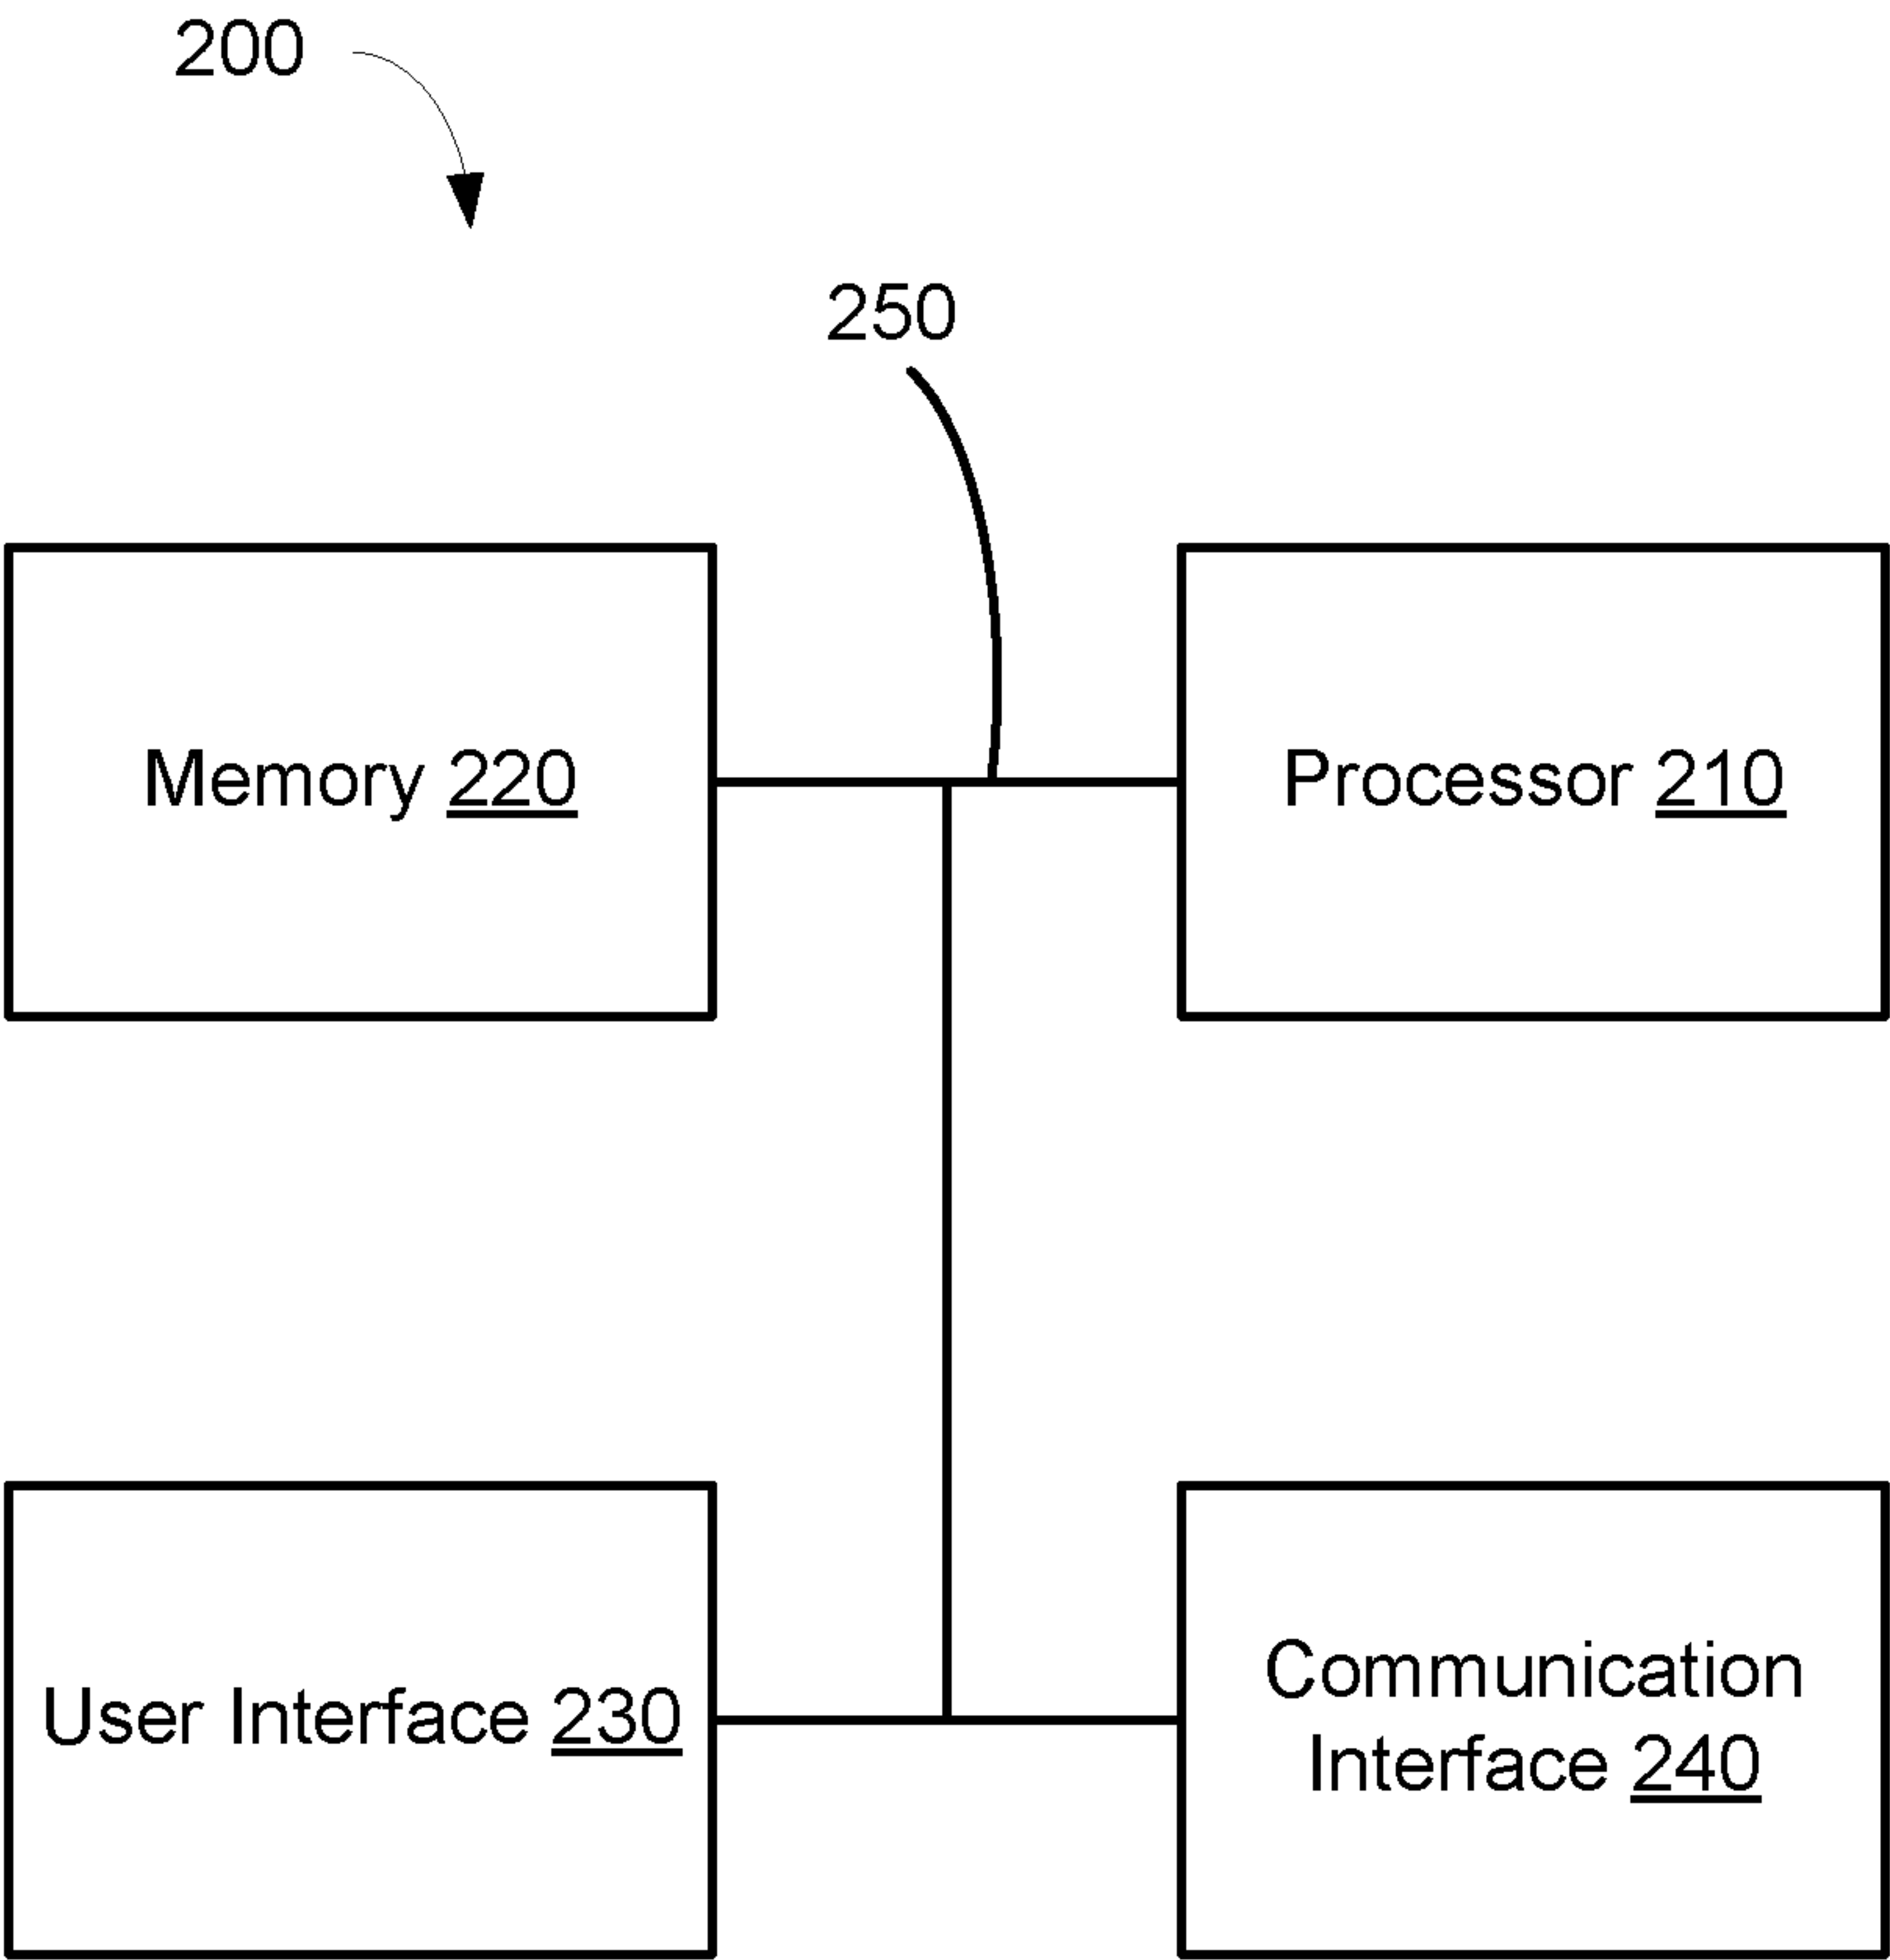 200
250
Memory 220
Processor 210
User Interface 230
Communication
Interface 240